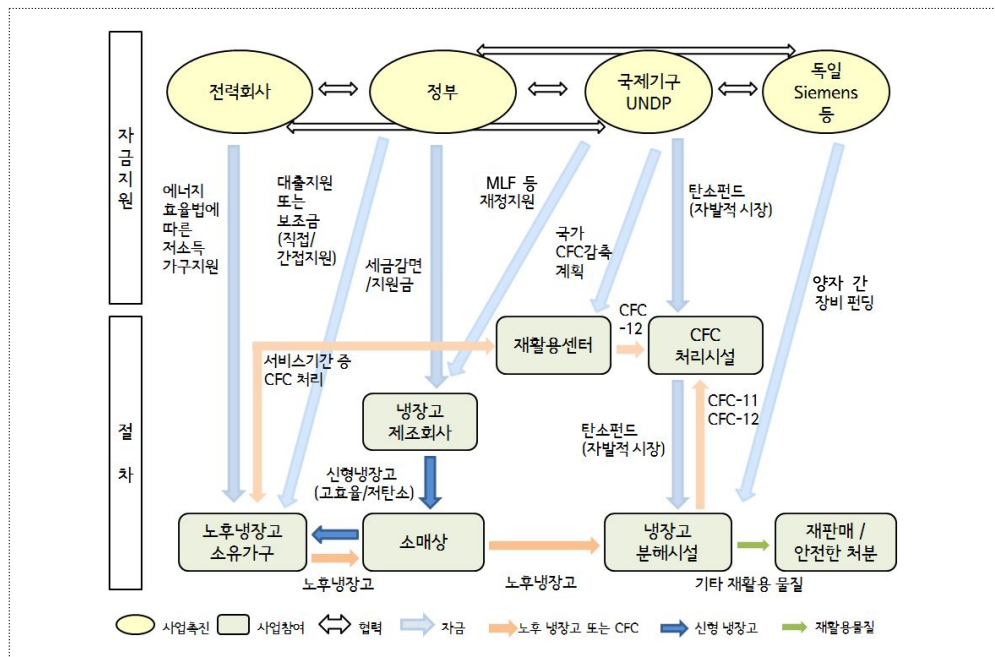 자금지원
전력회사
정부
국제기구
UNDP
독일
Siemens
등
에너지
효율법에
따른
저소득
가구지원
대출지원
또는
보조금
(직접/
간접지원)
세금감면
/지원금
MLF 등
재정지원
국가
CFC감축
계획
탄소펀드
(자발적 시장)
양자 간
장비 펀딩
절차
재활용센터
CFC
-12
CFC
처리시설
서비스기간 중
CFC 처리
냉장고
제조회사
CFC-11
CFC-12
탄소펀드
(자발적 시장)
신형냉장고
(고효율/저탄소)
노후냉장고
소유가구
소매상
냉장고
분해시설
재판매 /
안전한 처분
노후냉장고
노후냉장고
기타 재활용 물질
사업촉진
사업참여
협력
자금
노후 냉장고 또는 CFC
신형 냉장고
재활용물질